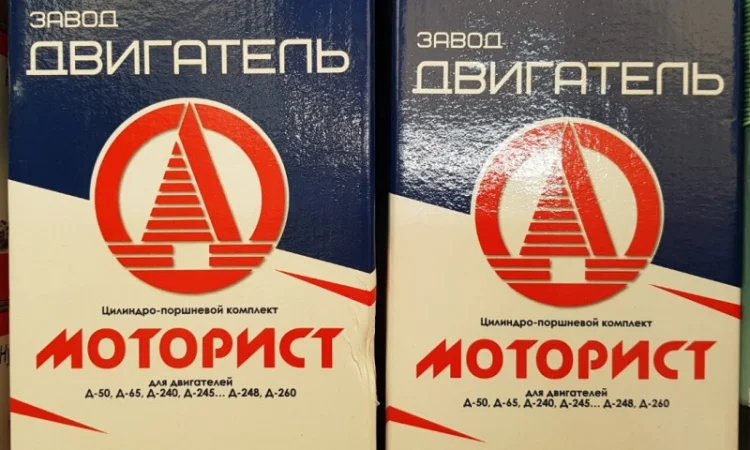 ЗАВОД
ДВИГАТЕЛЬ
Цилиндро-поршневой комплект
МОТОРИСТ
для двигателей
Д-50, Д-65, Д-240, Д-245... Д-248, Д-260
ЗАВОД
ДВИГАТЕЛЬ
Цилиндро-поршневой комплект
МОТОРИСТ
для двигателей
Д-50, Д-65, Д-240, Д-245... Д-248, Д-260